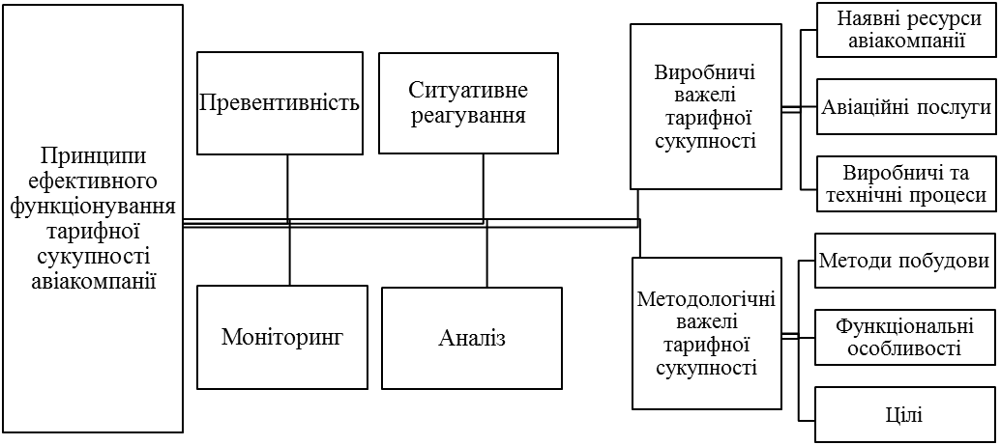 Принципи
ефективного
функціонування
тарифної
сукупності
авіакомпанії
Превентивність
Ситуативне
реагування
Моніторинг
Аналіз
Виробничі
важелі
тарифної
сукупності
Наявні ресурси
авіакомпанії
Авіаційні послуги
Виробничі та
технічні процеси
Методологічні
важелі
тарифної
сукупності
Методи побудови
Функціональні
особливості
Цілі